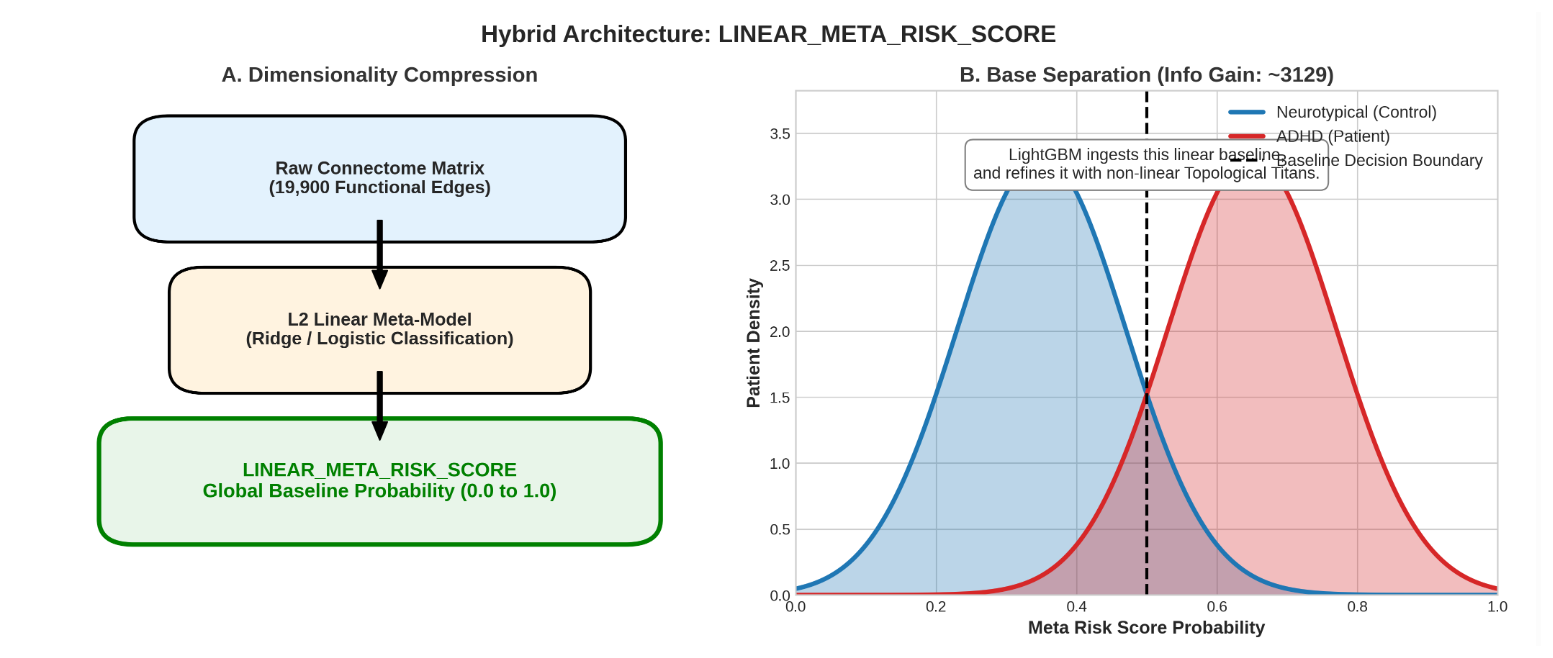 Hybrid Architecture: LINEAR_META_RISK_SCORE
A. Dimensionality Compression
Raw Connectome Matrix
(19,900 Functional Edges)
L2 Linear Meta-Model
(Ridge / Logistic Classification)
LINEAR_META_RISK_SCORE
Global Baseline Probability (0.0 to 1.0)
B. Base Separation (Info Gain: ~3129)
Neurotypical (Control)
ADHD (Patient)
Baseline Decision Boundary
LightGBM ingests this linear baseline
and refines it with non-linear Topological Titans.
Patient Density
3.5
3.0
2.5
2.0
1.5
1.0
0.5
0.0
0.0
0.2
0.4
0.6
0.8
1.0
Meta Risk Score Probability